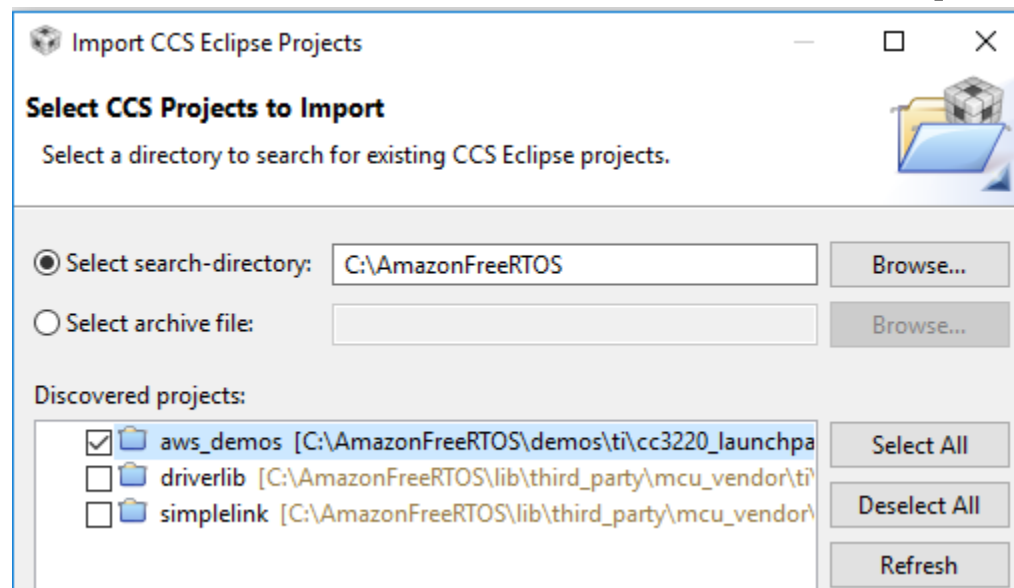 Import CCS Eclipse Projects
Select CCS Projects to Import
Select a directory to search for existing CCS Eclipse projects.
Select search-directory: C:\AmazonFreeRTOS Browse...
Select archive file: Browse...
Discovered projects:
aws_demos [C:\AmazonFreeRTOS\demos\ti\cc3220_launchpa Select All
driverlib [C:\AmazonFreeRTOS\lib\third_party\mcu_vendor\ti\
Deselect All
simplelink [C:\AmazonFreeRTOS\lib\third_party\mcu_vendor\
Refresh